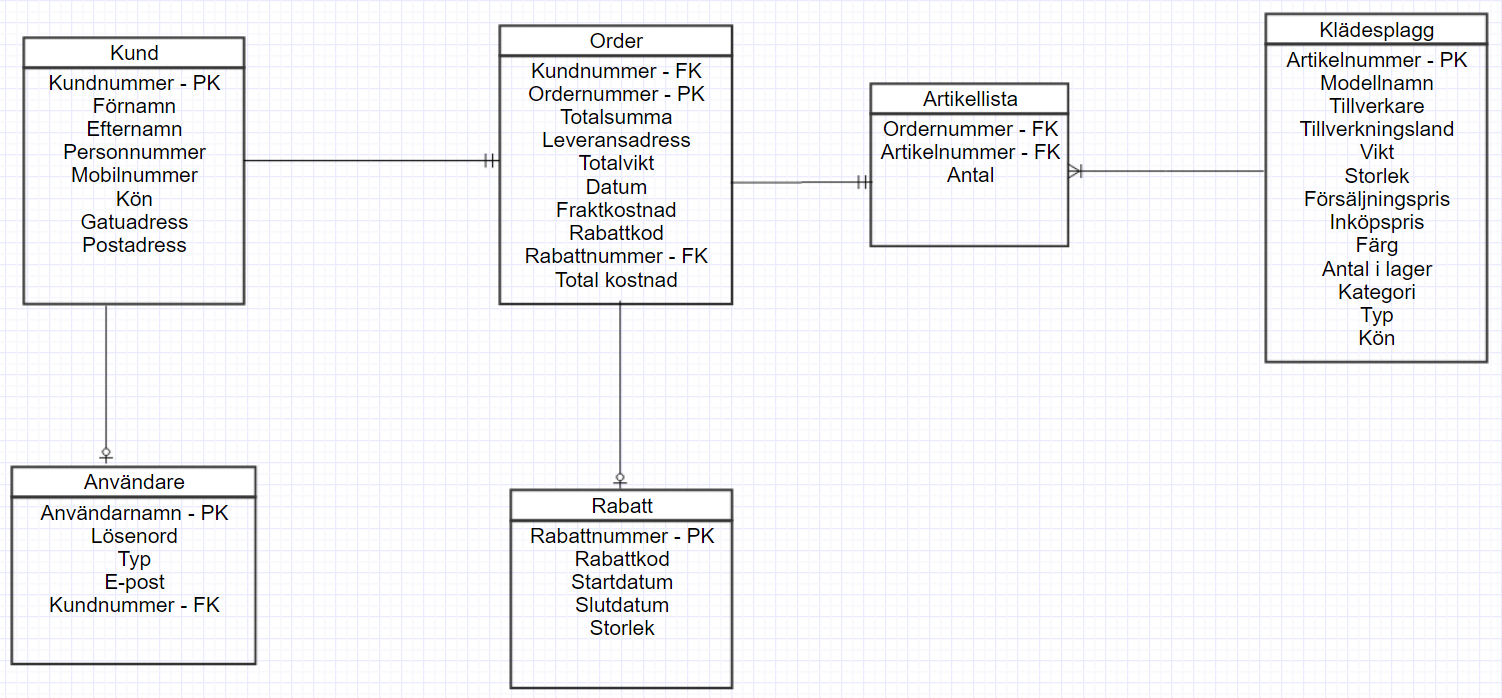 Kund
Kundnummer - PK
Förnamn
Efternamn
Personnummer
Mobilnummer
Kön
Gatuadress
Postadress
Order
Kundnummer - FK
Ordernummer - PK
Totalsumma
Leveransadress
Totalvikt
Datum
Fraktkostnad
Rabattkod
Rabattnummer - FK
Total kostnad
Artikellista
Ordernummer - FK
Artikelnummer - FK
Antal
Klädesplagg
Artikelnummer - PK
Modellnamn
Tillverkare
Tillverkningsland
Vikt
Storlek
Försäljningspris
Inköpspris
Färg
Antal i lager
Kategori
Typ
Kön
Användare
Användarnamn - PK
Lösenord
Typ
E-post
Kundnummer - FK
Rabatt
Rabattnummer - PK
Rabattkod
Startdatum
Slutdatum
Storlek